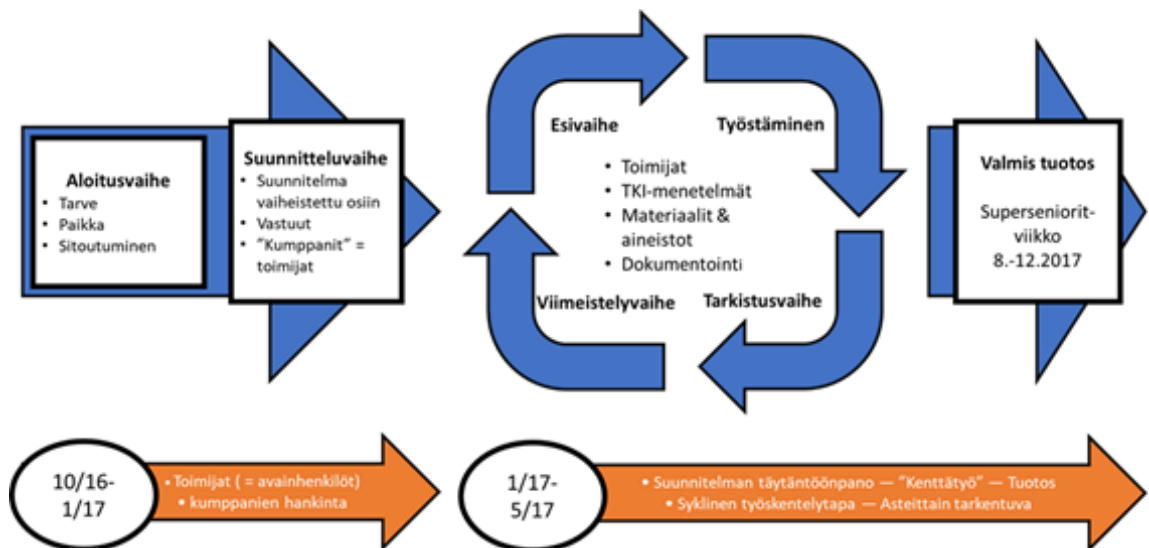 Aloitusvaihe
• Tarve
• Paikka
• Sitoutuminen
Suunnitteluvaihe
• Suunnitelma
vaiheistettu osiin
• Vastuut
• ”Kumppanit” =
toimijat
Esivaihe
Työstäminen
• Toimijat
• TKI-menetelmät
• Materiaalit &
aineistot
• Dokumentointi
Viimeistelyvaihe
Tarkistusvaihe
Valmis tuotos
Superseniorit-
viikko
8.-12.2017
10/16-
1/17
• Toimijat ( = avainhenkilöt)
• kumppanien hankinta
1/17-
5/17
• Suunnitelman täytäntöönpano — ”Kenttätyö” — Tuotos
• Syklinen työskentelytapa — Asteittain tarkentuva